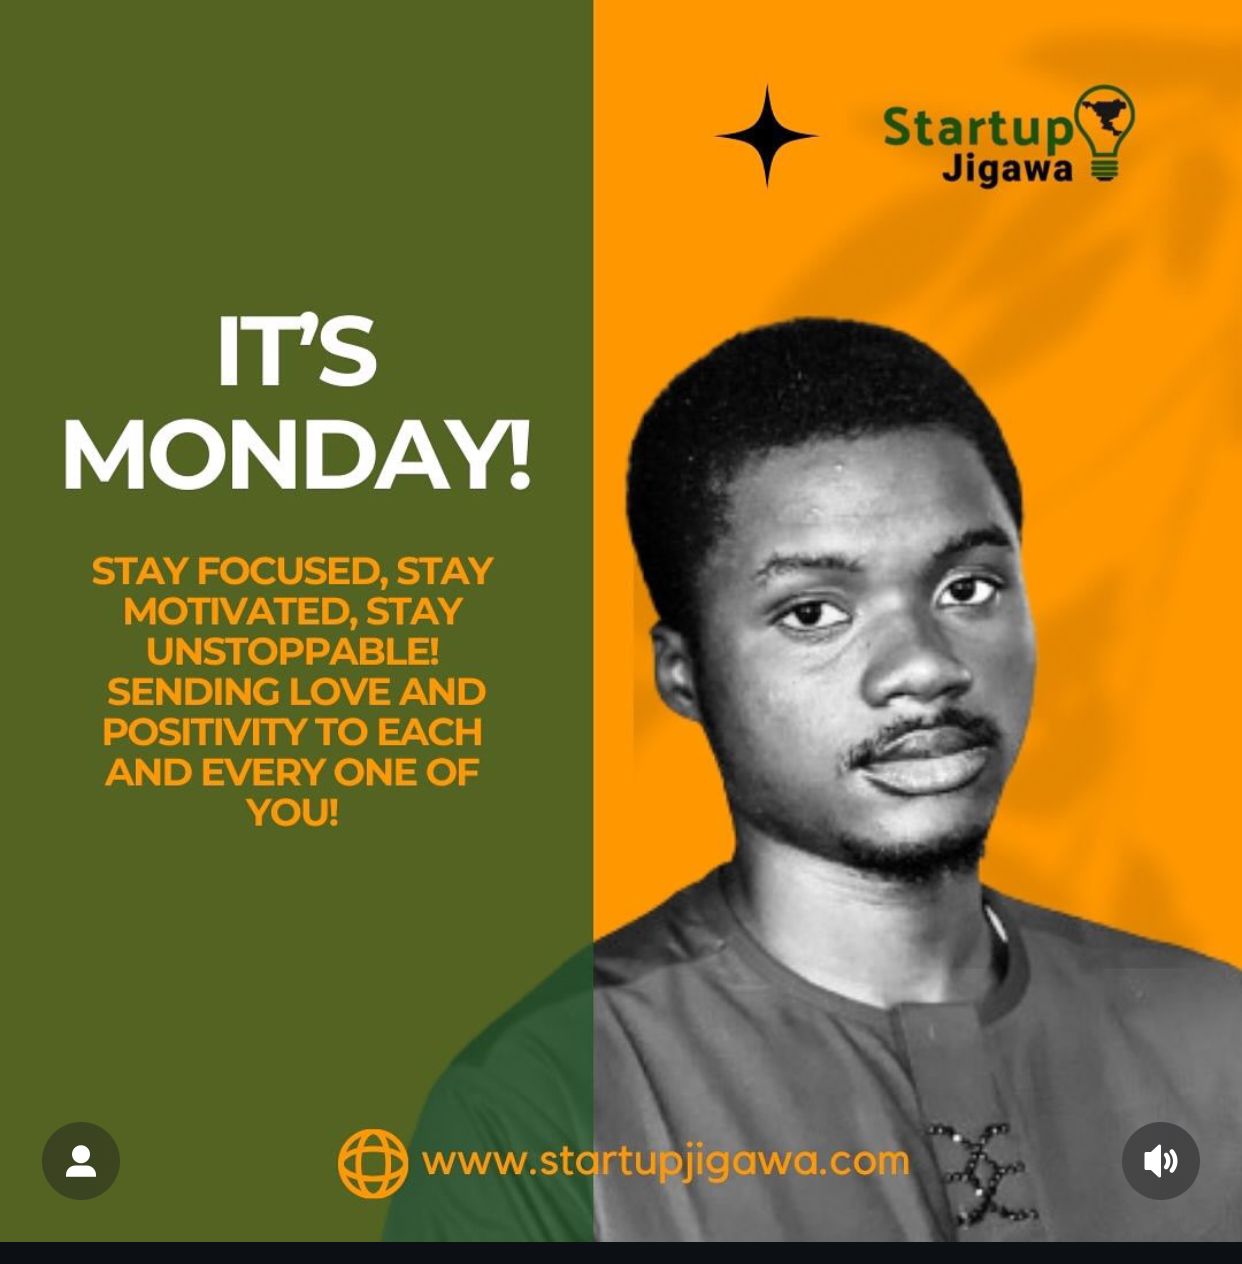 Startup
Jigawa
IT’S
MONDAY!
STAY FOCUSED, STAY
MOTIVATED, STAY
UNSTOPPABLE!
SENDING LOVE AND
POSITIVITY TO EACH
AND EVERY ONE OF
YOU!
www.startupjigawa.com